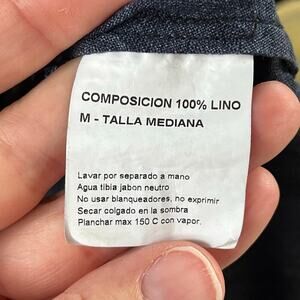 COMPOSICION 100% LINO
M - TALLA MEDIANA
Lavar por separado a mano
Agua tibia jabon neutro
No usar blanqueadores, no exprimir
Secar colgado en la sombra
Planchar max 150 C con vapor.